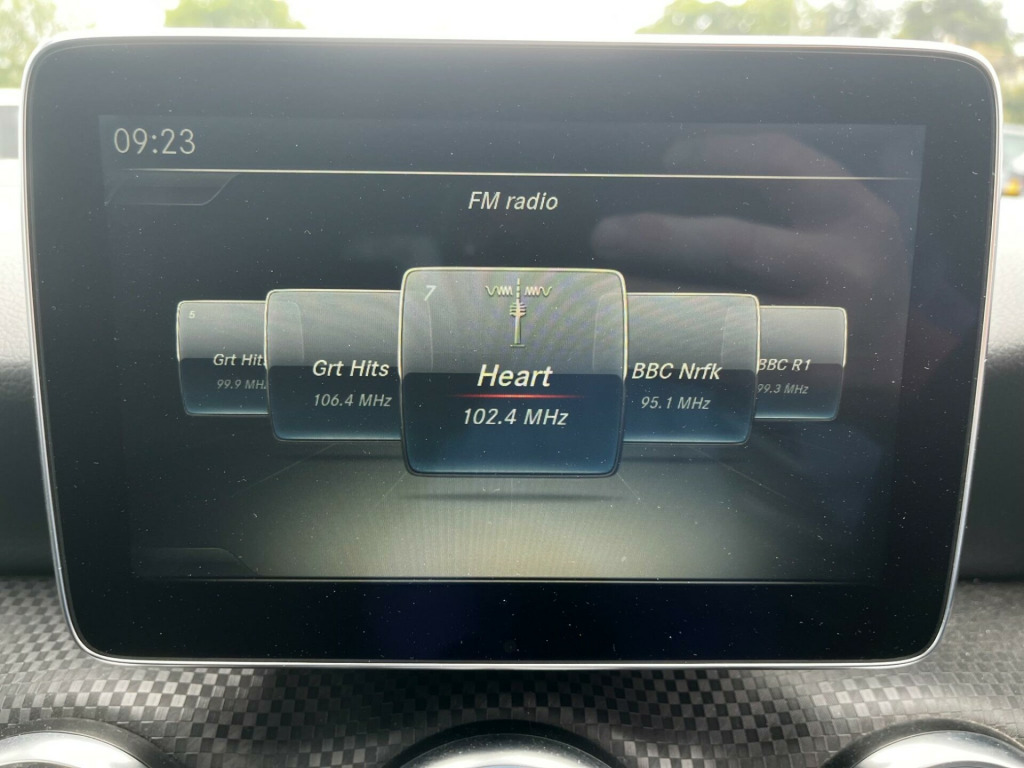 09:23
FM radio
5
Grt Hits
99.9 MHz
Grt Hits
106.4 MHz
7
Heart
102.4 MHz
BBC Nrfk
95.1 MHz
BBC R1
99.3 MHz